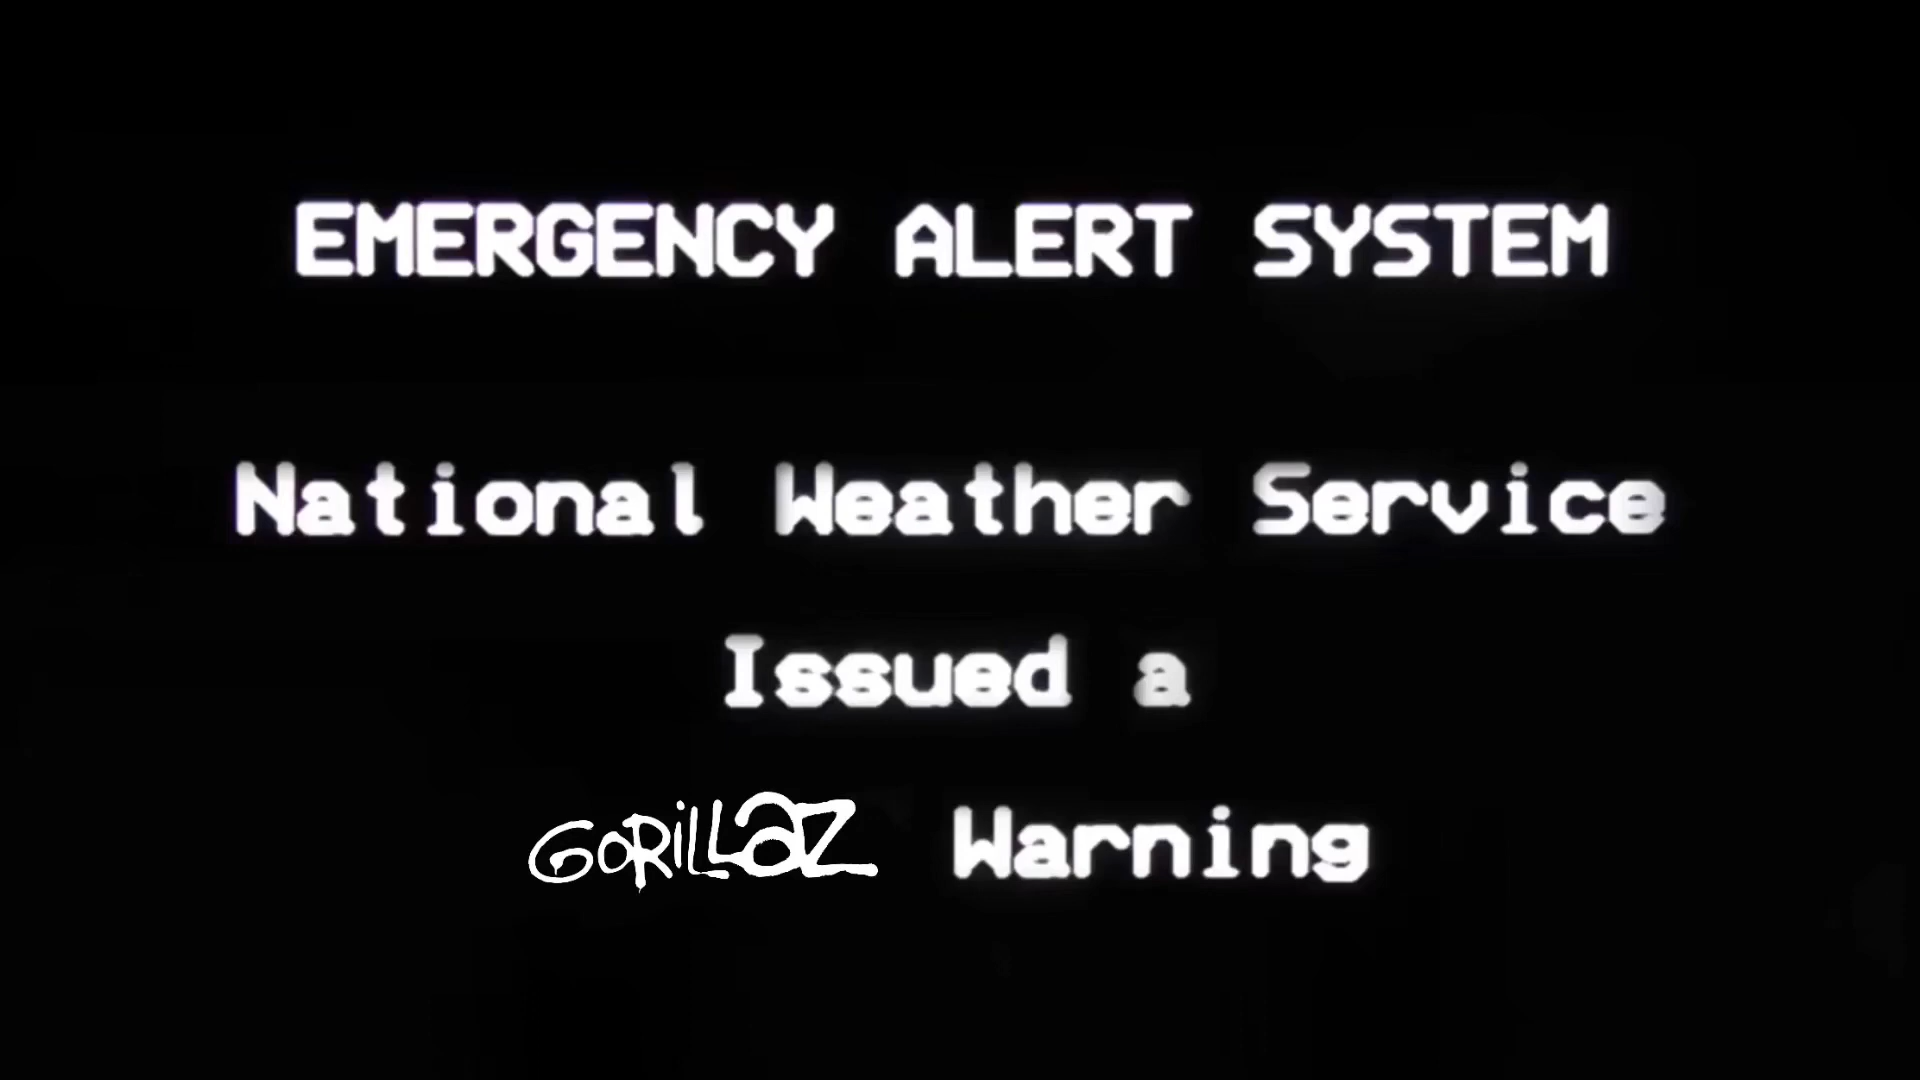 EMERGENCY ALERT SYSTEM
National Weather Service
Issued a
GORILLAZ Warning